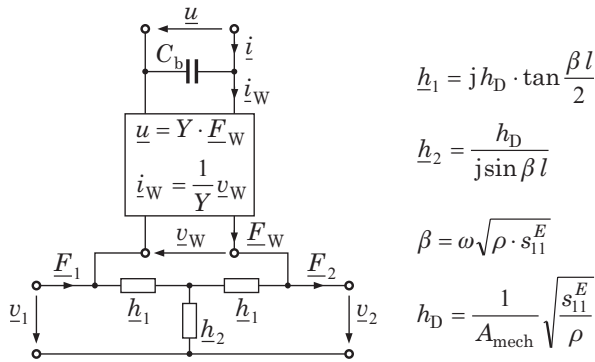 u
i
C_b
i_W
u = Y · F_W
i_W = 1/Y v_W
v_W
F_W
F_1
F_2
h_1
h_1
v_1
h_2
v_2
h_1 = j h_D · tan βl/2
h_2 = h_D / j sin βl
β = ω√(ρ · s_11^E)
h_D = 1/A_mech √(s_11^E/ρ)